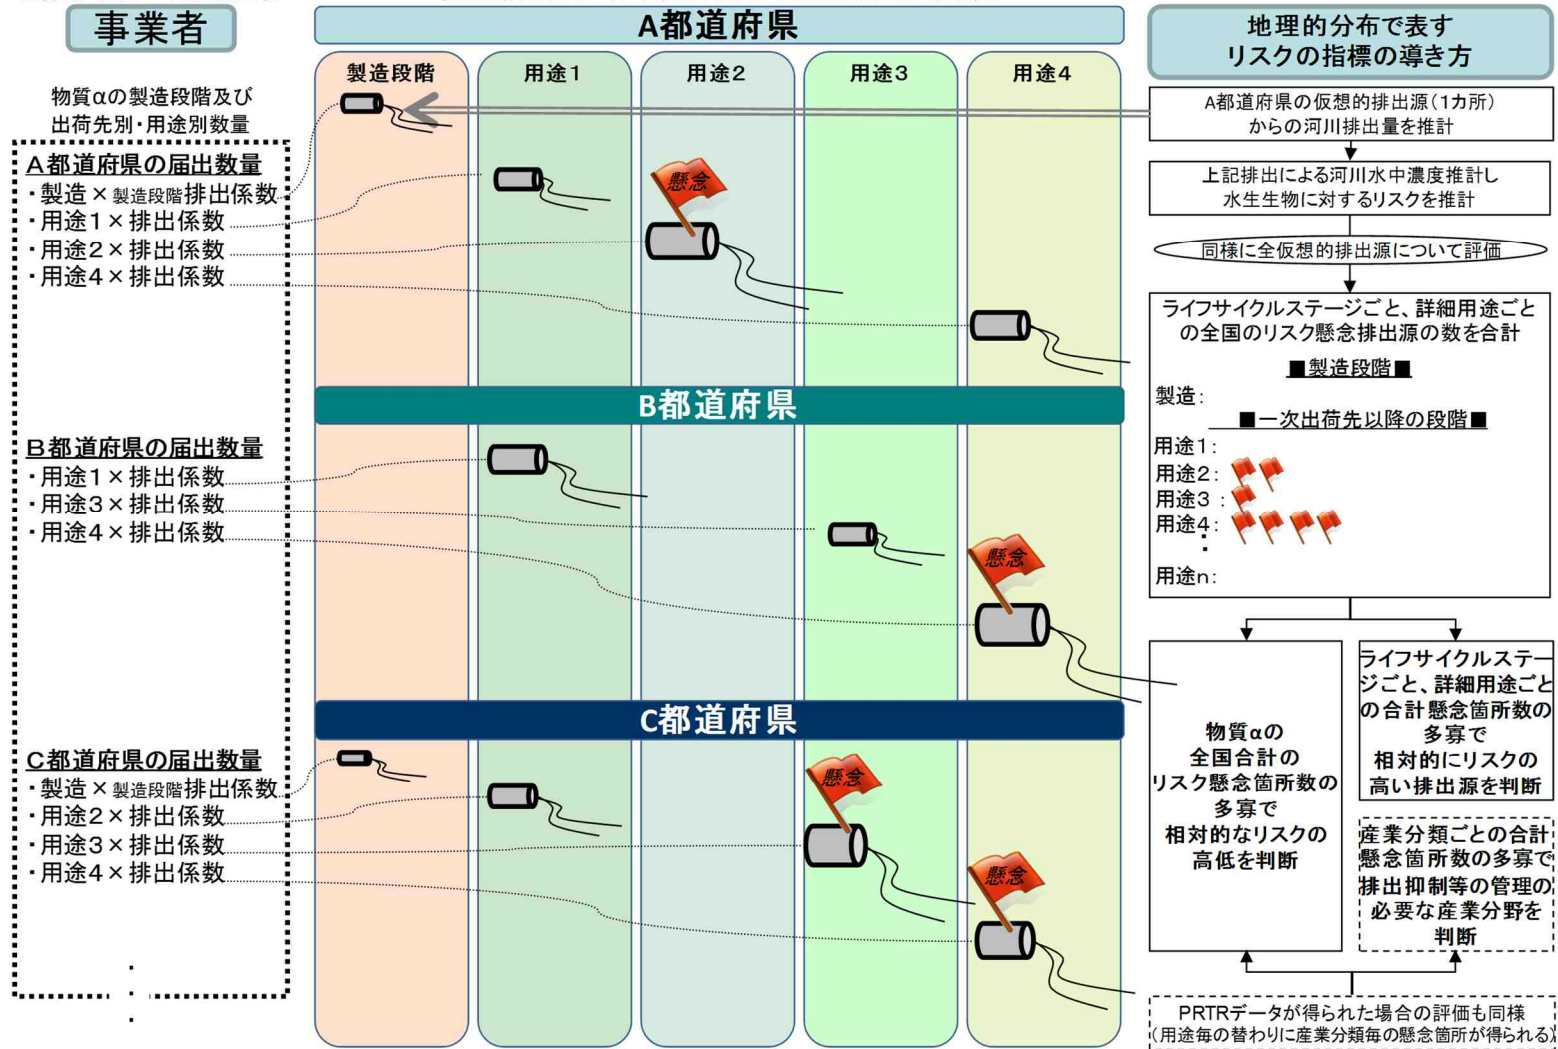 事業者
物質αの製造段階及び
出荷先別・用途別数量
A都道府県の届出数量
・製造×製造段階排出係数
・用途1×排出係数
・用途2×排出係数
・用途4×排出係数
B都道府県の届出数量
・用途1×排出係数
・用途3×排出係数
・用途4×排出係数
C都道府県の届出数量
・製造×製造段階排出係数
・用途2×排出係数
・用途3×排出係数
・用途4×排出係数
・
・
・
A都道府県
製造段階
用途1
用途2
用途3
用途4
懸念
B都道府県
懸念
C都道府県
懸念
懸念
地理的分布で表す
リスクの指標の導き方
A都道府県の仮想的排出源(1カ所)
からの河川排出量を推計
上記排出による河川水中濃度推計し
水生生物に対するリスクを推計
同様に全仮想的排出源について評価
ライフサイクルステージごと、詳細用途ごと
の全国のリスク懸念排出源の数を合計
■製造段階■
製造:
■一次出荷先以降の段階■
用途1:
用途2:
用途3:
用途4:
・
・
用途n:
物質αの
全国合計の
リスク懸念箇所数の
多寡で
相対的なリスクの
高低を判断
ライフサイクルステー
ジごと、詳細用途ごと
の合計懸念箇所数の
多寡で
相対的にリスクの
高い排出源を判断
産業分類ごとの合計
懸念箇所数の多寡で
排出抑制等の管理の
必要な産業分野を
判断
PRTRデータが得られた場合の評価も同様
(用途毎の替わりに産業分類毎の懸念箇所が得られる)